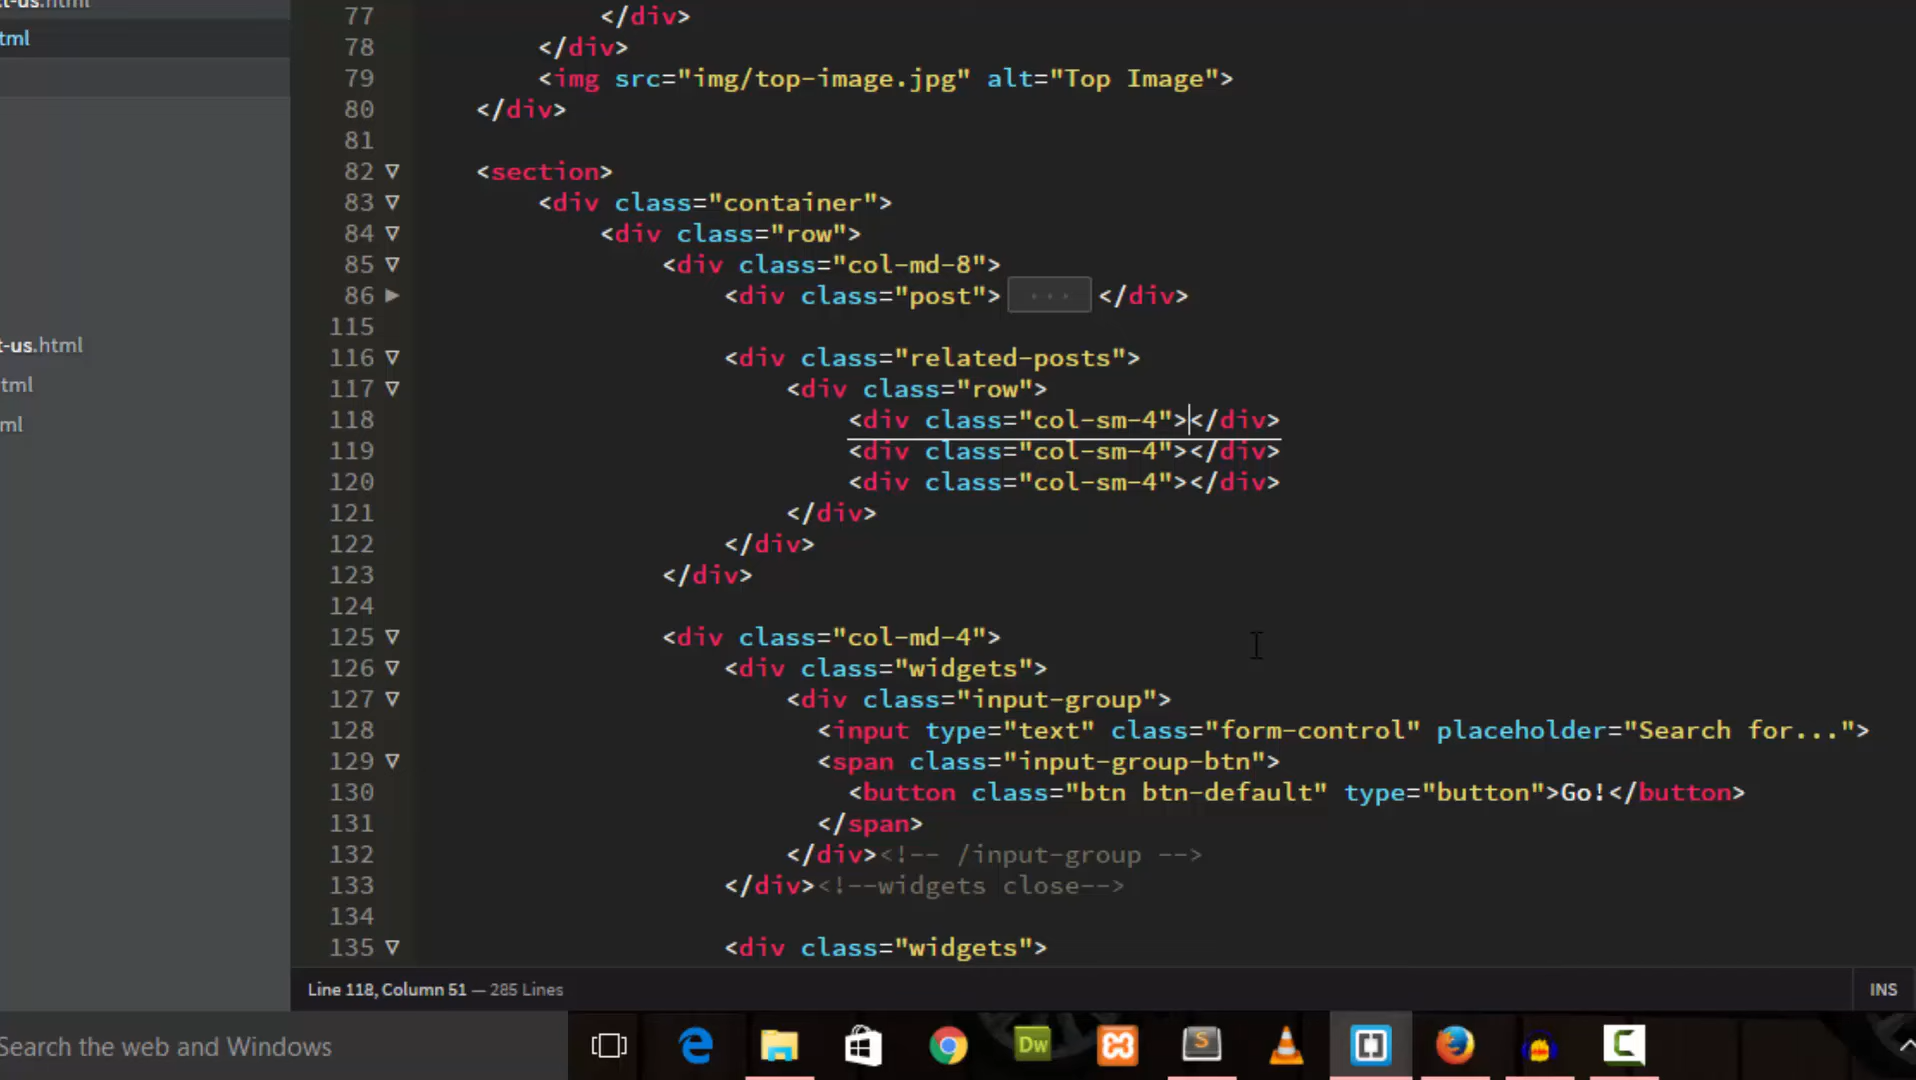 t-us.html
tml
t-us.html
tml
ml
77 </div>
78 </div>
79 <img src="img/top-image.jpg" alt="Top Image">
80 </div>
81
82 <section>
83 <div class="container">
84 <div class="row">
85 <div class="col-md-8">
86 <div class="post"> ... </div>
115
116 <div class="related-posts">
117 <div class="row">
118 <div class="col-sm-4"></div>
119 <div class="col-sm-4"></div>
120 <div class="col-sm-4"></div>
121 </div>
122 </div>
123 </div>
124
125 <div class="col-md-4">
126 <div class="widgets">
127 <div class="input-group">
128 <input type="text" class="form-control" placeholder="Search for...">
129 <span class="input-group-btn">
130 <button class="btn btn-default" type="button">Go!</button>
131 </span>
132 </div><!-- /input-group -->
133 </div><!--widgets close-->
134
135 <div class="widgets">
Line 118, Column 51 — 285 Lines
INS
Search the web and Windows
Dw
S